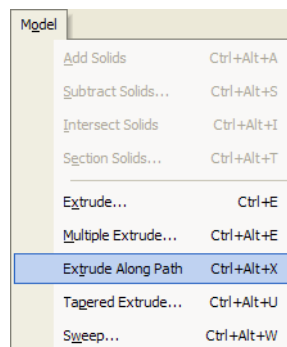 Model
Add Solids Ctrl+Alt+A
Subtract Solids... Ctrl+Alt+S
Intersect Solids Ctrl+Alt+I
Section Solids... Ctrl+Alt+T
Extrude... Ctrl+E
Multiple Extrude... Ctrl+Alt+E
Extrude Along Path Ctrl+Alt+X
Tapered Extrude... Ctrl+Alt+U
Sweep... Ctrl+Alt+W